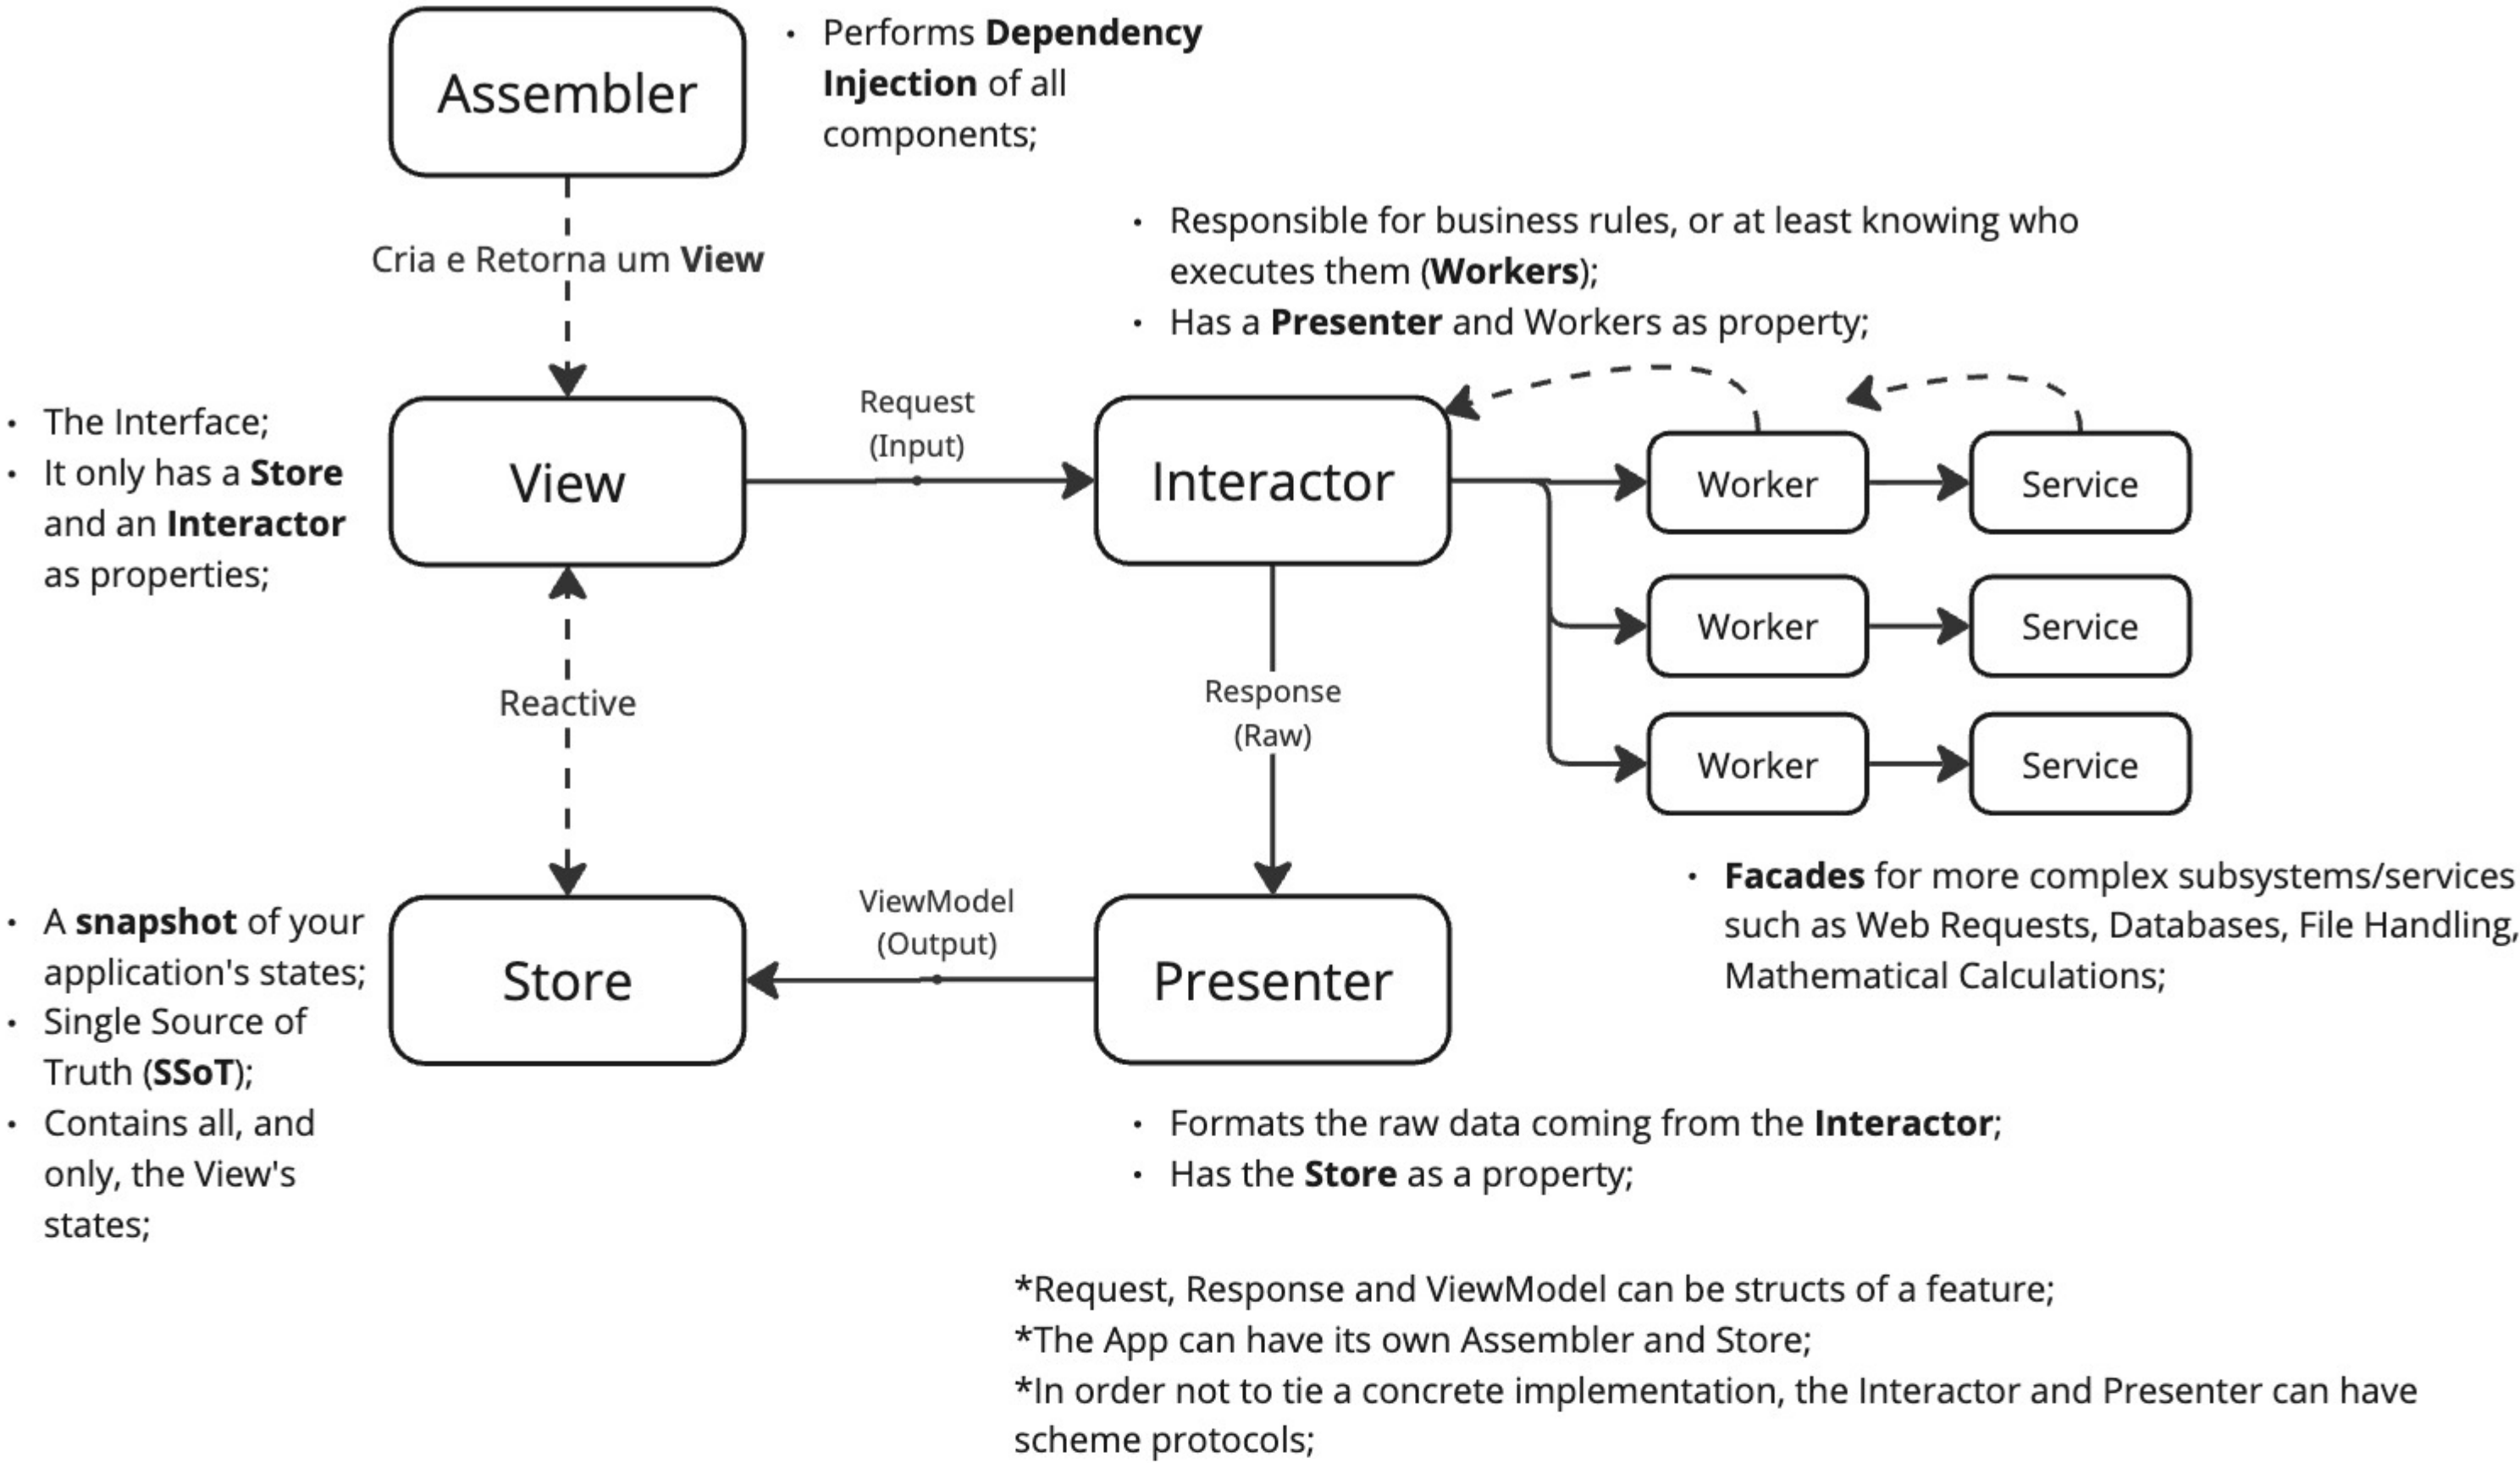 Assembler
• Performs Dependency
Injection of all
components;
Cria e Retorna um View
• Responsible for business rules, or at least knowing who
executes them (Workers);
• Has a Presenter and Workers as property;
• The Interface;
• It only has a Store
and an Interactor
as properties;
View
Request
(Input)
Interactor
Worker
Service
Worker
Service
Worker
Service
Reactive
Response
(Raw)
• Facades for more complex subsystems/services
such as Web Requests, Databases, File Handling,
Mathematical Calculations;
• A snapshot of your
application's states;
• Single Source of
Truth (SSoT);
• Contains all, and
only, the View's
states;
Store
ViewModel
(Output)
Presenter
• Formats the raw data coming from the Interactor;
• Has the Store as a property;
*Request, Response and ViewModel can be structs of a feature;
*The App can have its own Assembler and Store;
*In order not to tie a concrete implementation, the Interactor and Presenter can have
scheme protocols;